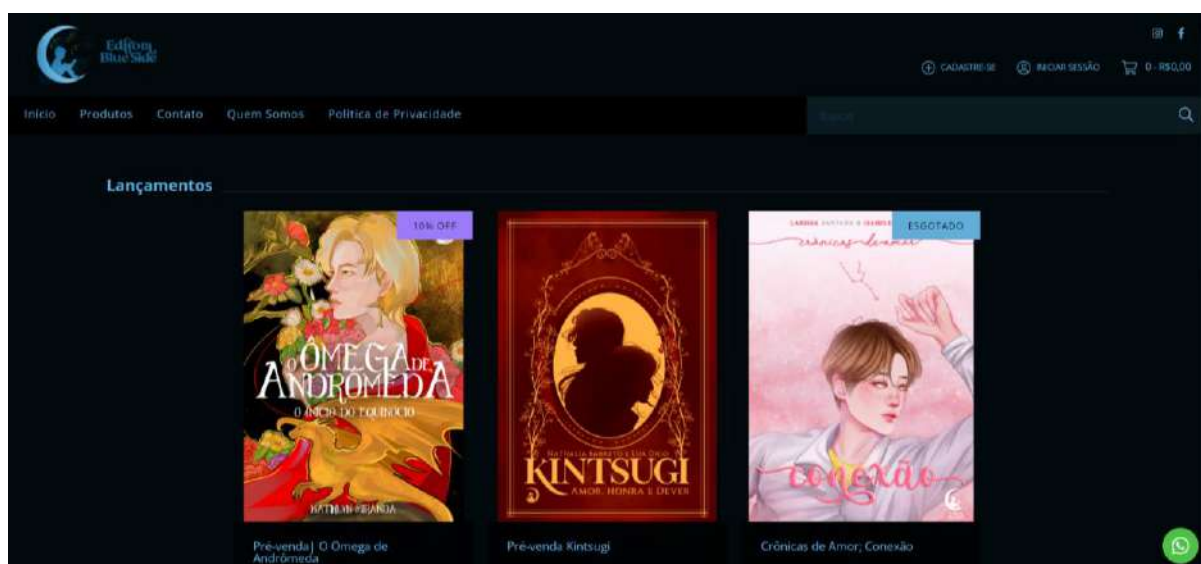 Editora
Blue Side
CADASTRE-SE
INICIAR SESSÃO
0 - R$0,00
Início
Produtos
Contato
Quem Somos
Política de Privacidade
Buscar
Lançamentos
10% OFF
O ÔMEGA DE
ANDRÔMEDA
O INÍCIO DO EQUINÓCIO
Pré-venda| O Ômega de
Andrômeda
KINTSUGI
AMOR, HONRA E DEVER
Pré-venda Kintsugi
ESGOTADO
crônicas de amor
conexão
Crônicas de Amor; Conexão